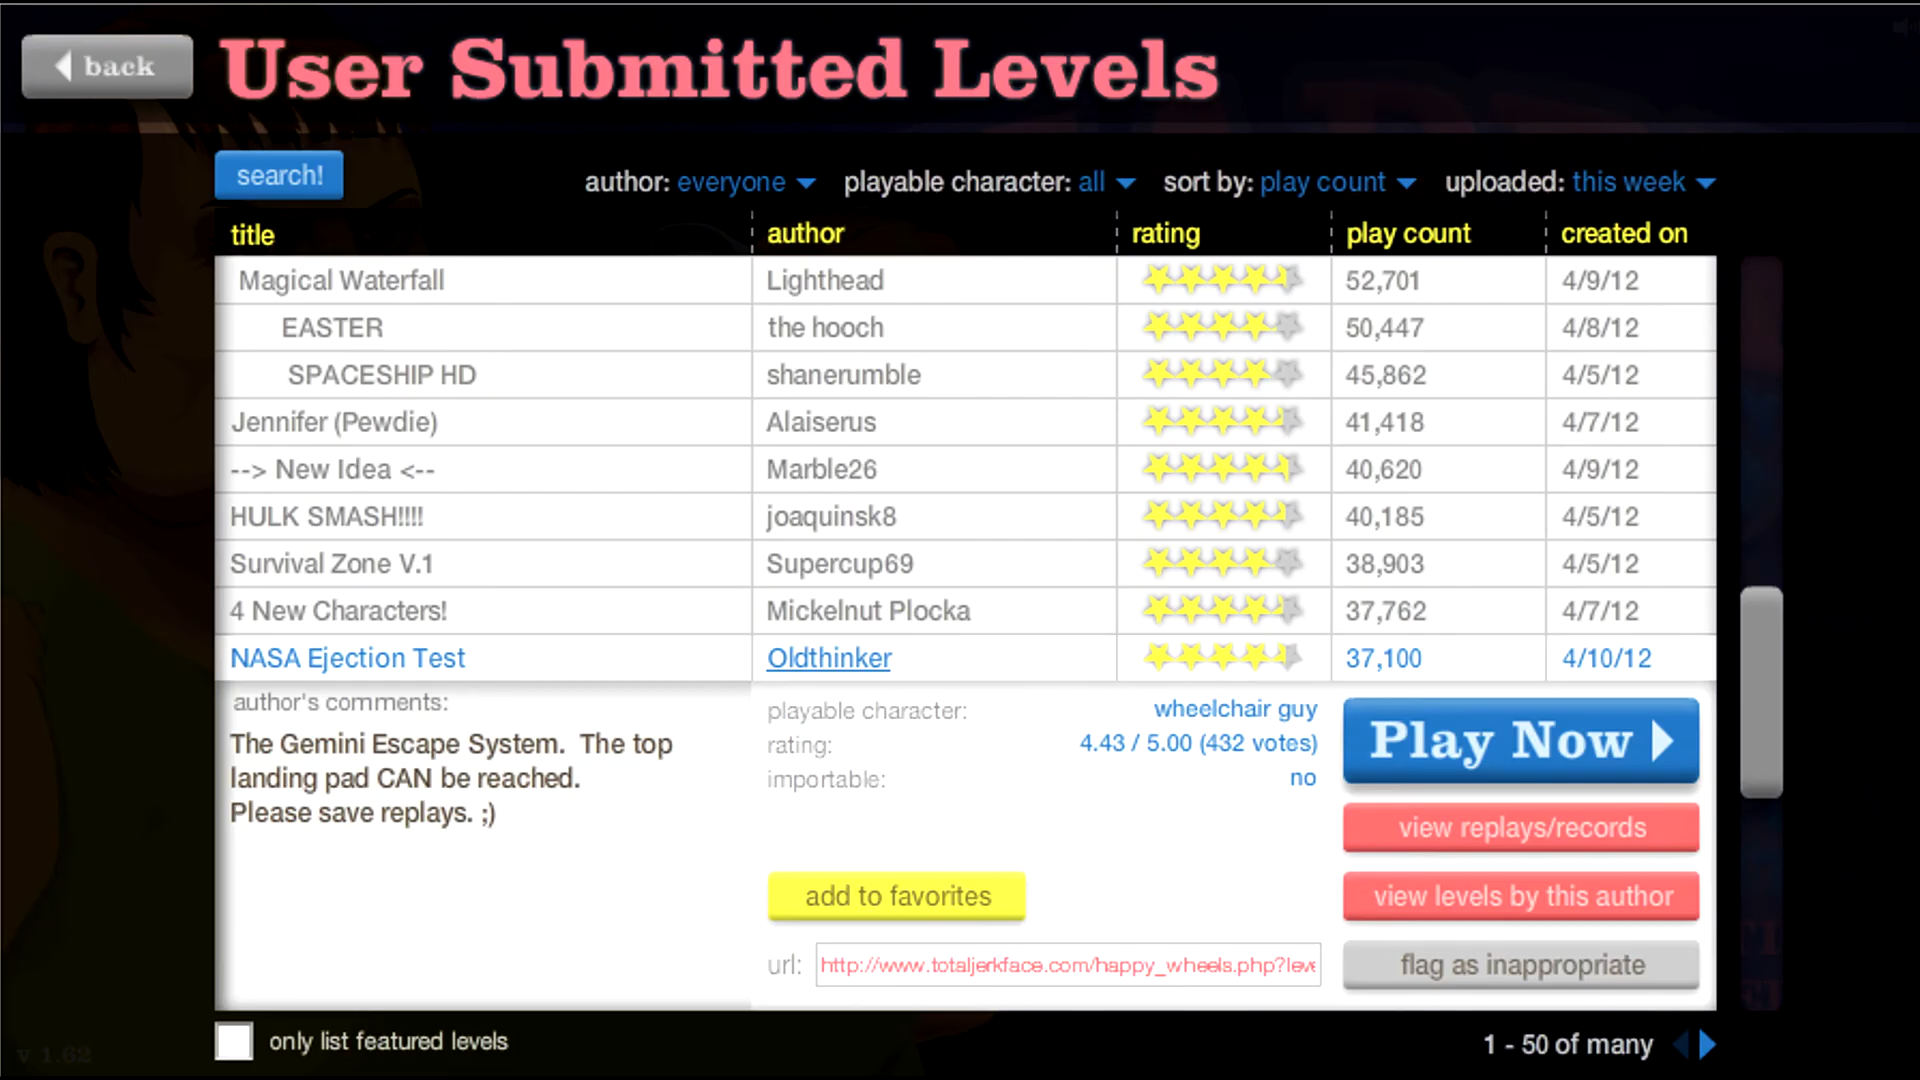 back
User Submitted Levels
search!
author: everyone playable character: all sort by: play count uploaded: this week
title author rating play count created on
Magical Waterfall Lighthead 52,701 4/9/12
EASTER the hooch 50,447 4/8/12
SPACESHIP HD shanerumble 45,862 4/5/12
Jennifer (Pewdie) Alaiserus 41,418 4/7/12
--> New Idea <-- Marble26 40,620 4/9/12
HULK SMASH!!!! joaquinsk8 40,185 4/5/12
Survival Zone V.1 Supercup69 38,903 4/5/12
4 New Characters! Mickelnut Plocka 37,762 4/7/12
NASA Ejection Test Oldthinker 37,100 4/10/12
author's comments:
The Gemini Escape System.  The top
landing pad CAN be reached.
Please save replays. ;)
playable character: wheelchair guy
rating: 4.43 / 5.00 (432 votes)
importable: no
add to favorites
url: http://www.totaljerkface.com/happy_wheels.php?leve
Play Now
view replays/records
view levels by this author
flag as inappropriate
only list featured levels
1 - 50 of many
v 1.62